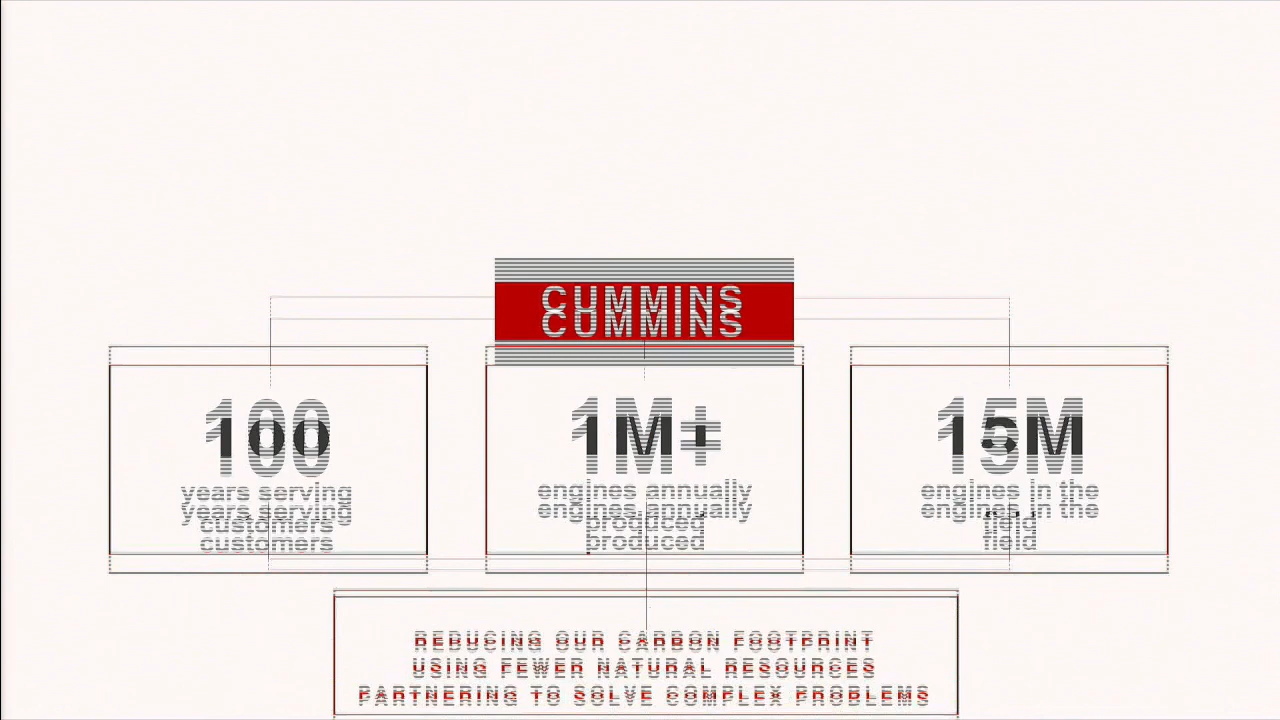 CUMMINS
100
years serving
customers
1M+
engines annually
produced
15M
engines in the
field
REDUCING OUR CARBON FOOTPRINT
USING FEWER NATURAL RESOURCES
PARTNERING TO SOLVE COMPLEX PROBLEMS